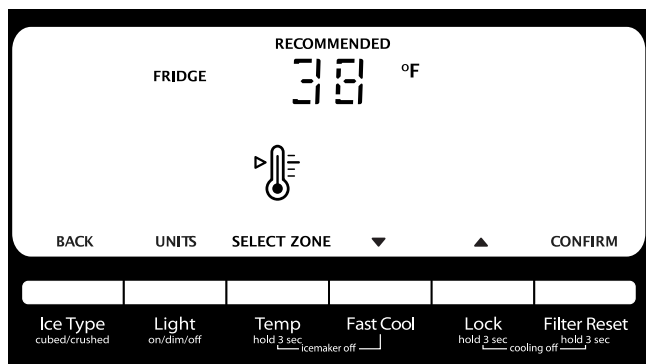 RECOMMENDED
FRIDGE 38 °F
BACK UNITS SELECT ZONE ▼ ▲ CONFIRM
Ice Type Light Temp Fast Cool Lock Filter Reset
cubed/crushed on/dim/off hold 3 sec hold 3 sec hold 3 sec
icemaker off cooling off